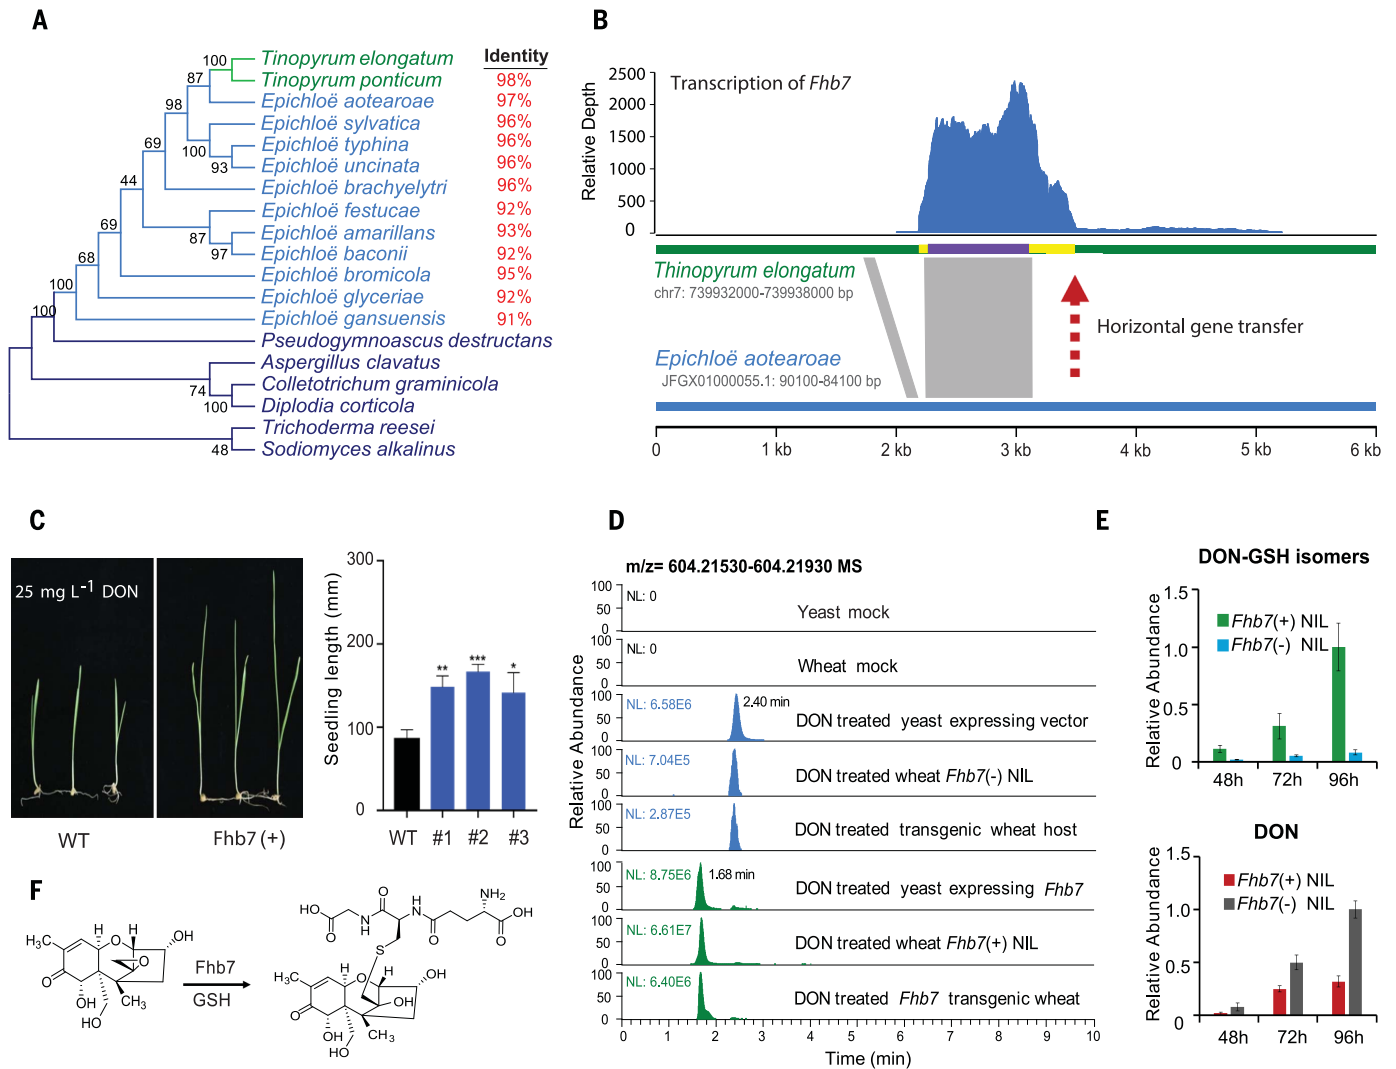 A
Identity
100
Tinopyrum elongatum
87
Tinopyrum ponticum 98%
98
Epichloë aotearoae 97%
Epichloë sylvatica 96%
69
100
Epichloë typhina 96%
93
Epichloë uncinata 96%
44
Epichloë brachyelytri 96%
Epichloë festucae 92%
69
87
Epichloë amarillans 93%
97
Epichloë baconii 92%
68
Epichloë bromicola 95%
100
Epichloë glyceriae 92%
100
Epichloë gansuensis 91%
Pseudogymnoascus destructans
Aspergillus clavatus
74
Colletotrichum graminicola
100
Diplodia corticola
Trichoderma reesei
48
Sodiomyces alkalinus
B
Transcription of Fhb7
Relative Depth
2500
2000
1500
1000
500
0
Thinopyrum elongatum
chr7: 739932000-739938000 bp
Horizontal gene transfer
Epichloë aotearoae
JFGX01000055.1: 90100-84100 bp
0 1 kb 2 kb 3 kb 4 kb 5 kb 6 kb
C
25 mg L-1 DON
WT Fhb7 (+)
Seedling length (mm)
300
200
100
0
** *** *
WT #1 #2 #3
D
m/z= 604.21530-604.21930 MS
Relative Abundance
100
50
0
NL: 0
Yeast mock
100
50
0
NL: 0
Wheat mock
100
50
0
NL: 6.58E6
2.40 min
DON treated yeast expressing vector
100
50
0
NL: 7.04E5
DON treated wheat Fhb7(-) NIL
100
50
0
NL: 2.87E5
DON treated transgenic wheat host
100
50
0
NL: 8.75E6
1.68 min
DON treated yeast expressing Fhb7
100
50
0
NL: 6.61E7
DON treated wheat Fhb7(+) NIL
100
50
0
NL: 6.40E6
DON treated Fhb7 transgenic wheat
0 1 2 3 4 5 6 7 8 9 10
Time (min)
E
DON-GSH isomers
Relative Abundance
1.5
1.0
0.5
0
Fhb7(+) NIL
Fhb7(-) NIL
48h 72h 96h
DON
Relative Abundance
1.5
1.0
0.5
0
Fhb7(+) NIL
Fhb7(-) NIL
48h 72h 96h
F
H3C
H
O
H
OH
O
O
OH
CH3
HO
Fhb7
GSH
HO
O
N
H
O
H
N
O
NH2
OH
O
S
H3C
H
O
H
OH
OH
O
OH
CH3
HO